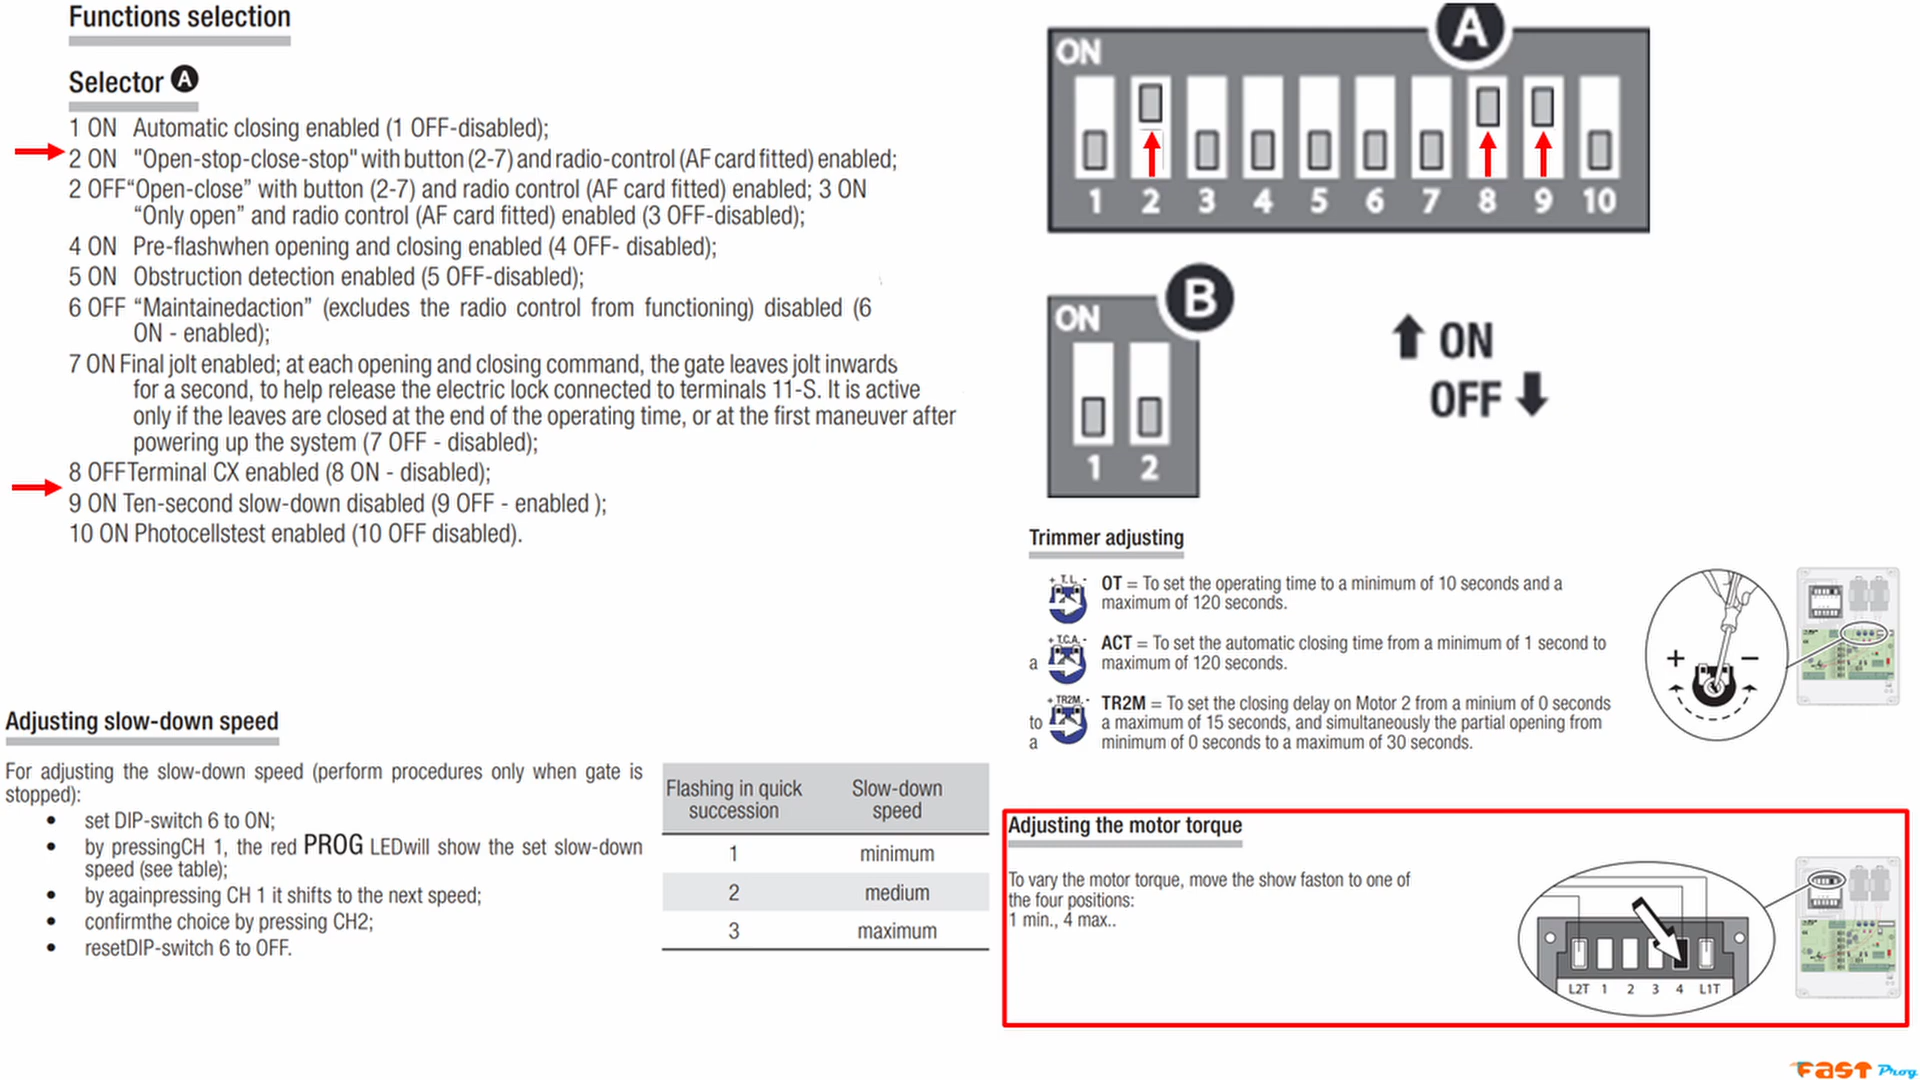 Functions selection
Selector A
1 ON Automatic closing enabled (1 OFF-disabled);
2 ON "Open-stop-close-stop" with button (2-7) and radio-control (AF card fitted) enabled;
2 OFF“Open-close” with button (2-7) and radio control (AF card fitted) enabled; 3 ON
“Only open” and radio control (AF card fitted) enabled (3 OFF-disabled);
4 ON Pre-flashwhen opening and closing enabled (4 OFF- disabled);
5 ON Obstruction detection enabled (5 OFF-disabled);
6 OFF “Maintainedaction” (excludes the radio control from functioning) disabled (6
ON - enabled);
7 ON Final jolt enabled; at each opening and closing command, the gate leaves jolt inwards
for a second, to help release the electric lock connected to terminals 11-S. It is active
only if the leaves are closed at the end of the operating time, or at the first maneuver after
powering up the system (7 OFF - disabled);
8 OFFTerminal CX enabled (8 ON - disabled);
9 ON Ten-second slow-down disabled (9 OFF - enabled );
10 ON Photocellstest enabled (10 OFF disabled).
Adjusting slow-down speed
For adjusting the slow-down speed (perform procedures only when gate is
stopped):
• set DIP-switch 6 to ON;
• by pressingCH 1, the red PROG LEDwill show the set slow-down
speed (see table);
• by againpressing CH 1 it shifts to the next speed;
• confirmthe choice by pressing CH2;
• resetDIP-switch 6 to OFF.
Flashing in quick Slow-down
succession speed
1 minimum
2 medium
3 maximum
A
ON
1 2 3 4 5 6 7 8 9 10
B
ON
1 2
ON
OFF
Trimmer adjusting
+ T.L. - OT = To set the operating time to a minimum of 10 seconds and a
maximum of 120 seconds.
+ T.C.A. - ACT = To set the automatic closing time from a minimum of 1 second to
a maximum of 120 seconds.
+ TR2M. - TR2M = To set the closing delay on Motor 2 from a minium of 0 seconds
to a maximum of 15 seconds, and simultaneously the partial opening from
a minimum of 0 seconds to a maximum of 30 seconds.
+ −
Adjusting the motor torque
To vary the motor torque, move the show faston to one of
the four positions:
1 min., 4 max..
L2T 1 2 3 4 L1T
FAST Prog